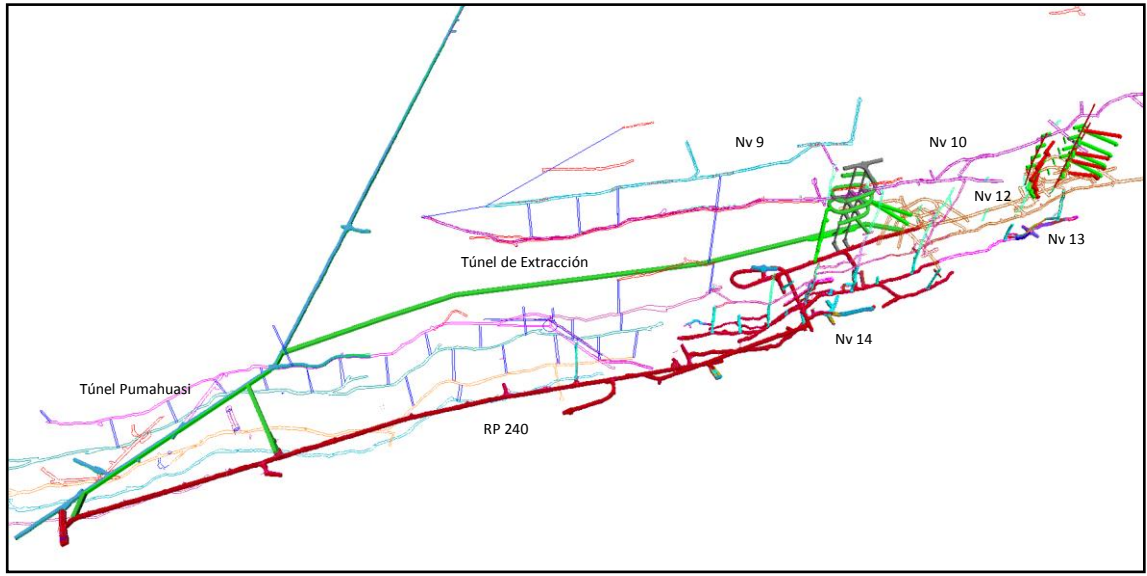 Nv 9
Nv 10
Nv 12
Nv 13
Túnel de Extracción
Nv 14
Túnel Pumahuasi
RP 240